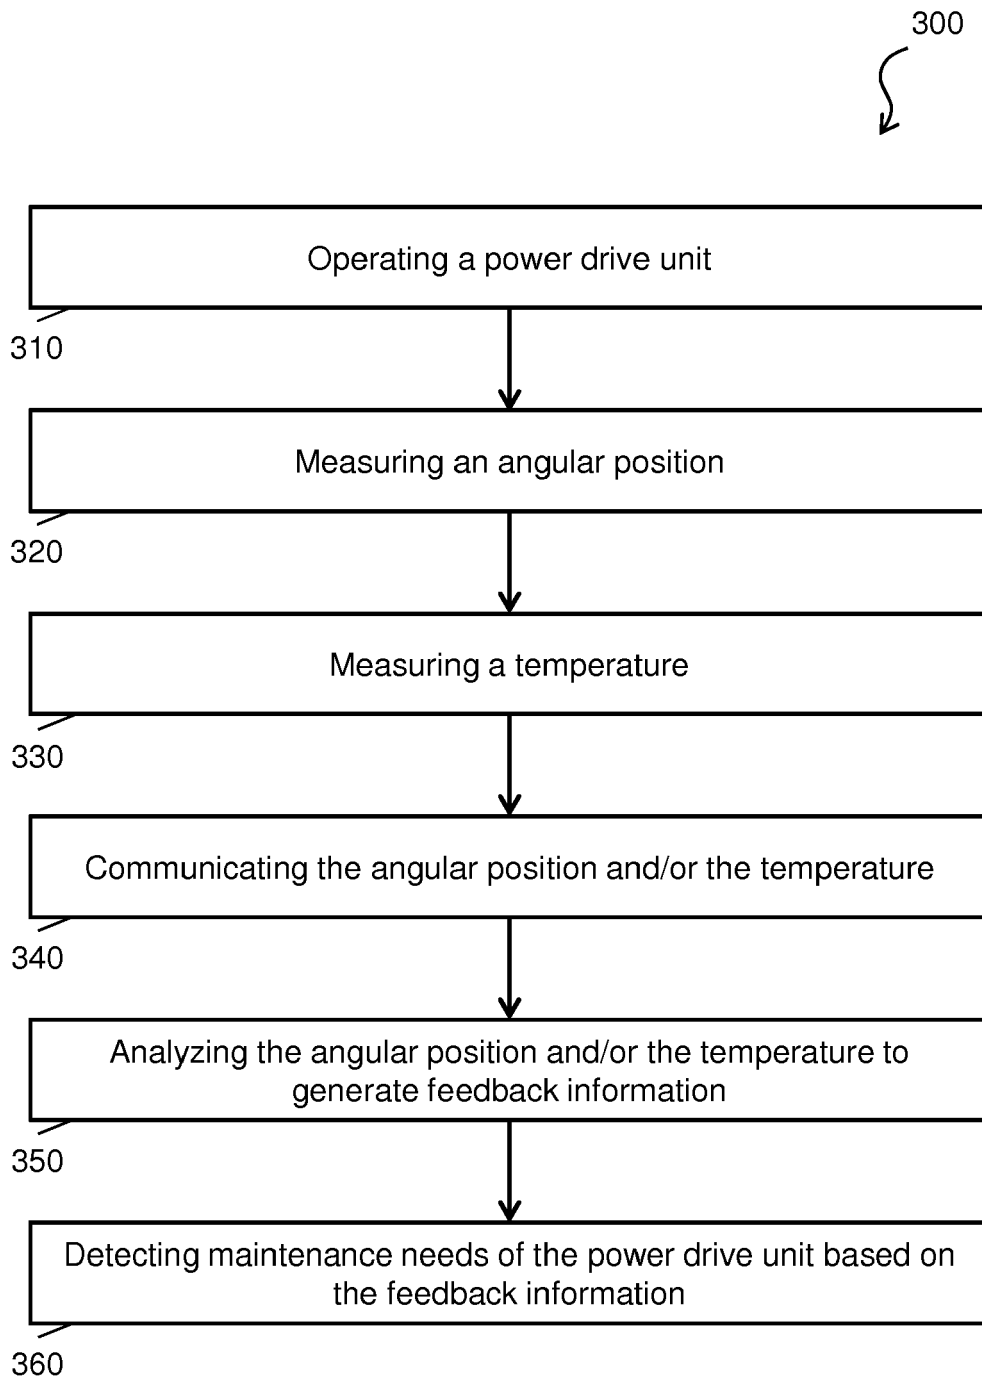 300
Operating a power drive unit
310
Measuring an angular position
320
Measuring a temperature
330
Communicating the angular position and/or the temperature
340
Analyzing the angular position and/or the temperature to
generate feedback information
350
Detecting maintenance needs of the power drive unit based on
the feedback information
360